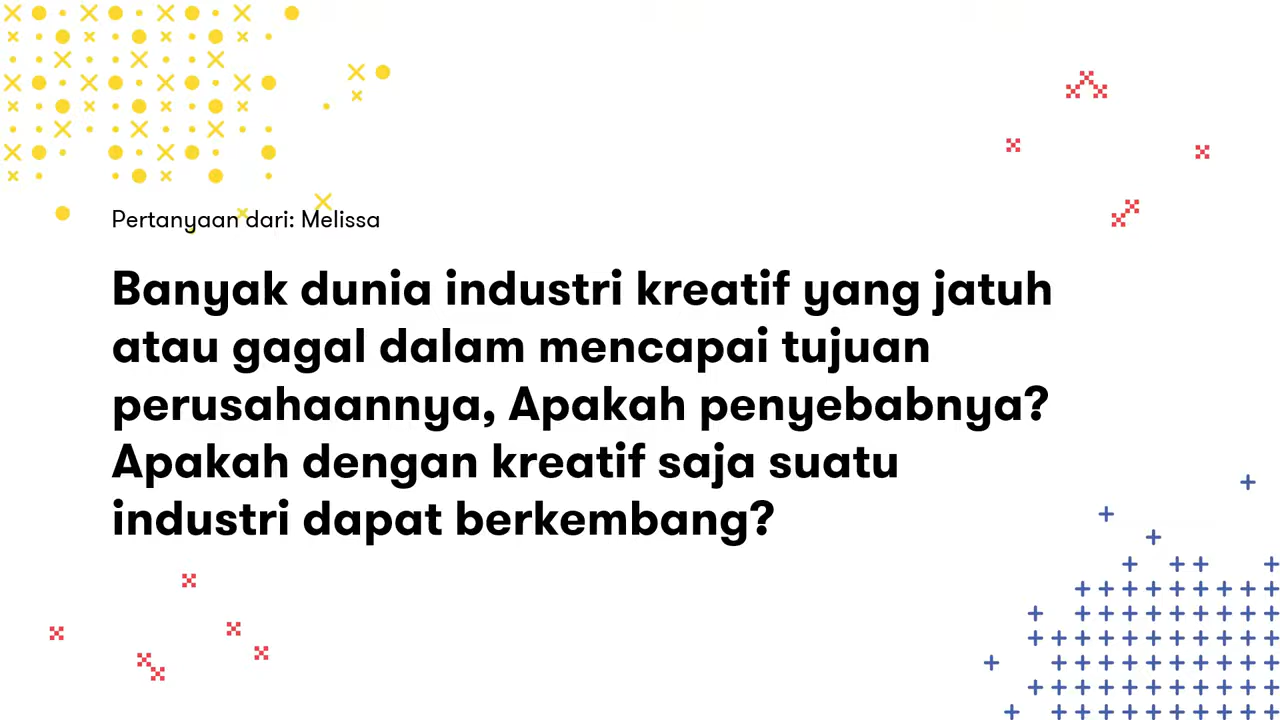 Pertanyaan dari: Melissa
Banyak dunia industri kreatif yang jatuh
atau gagal dalam mencapai tujuan
perusahaannya, Apakah penyebabnya?
Apakah dengan kreatif saja suatu
industri dapat berkembang?